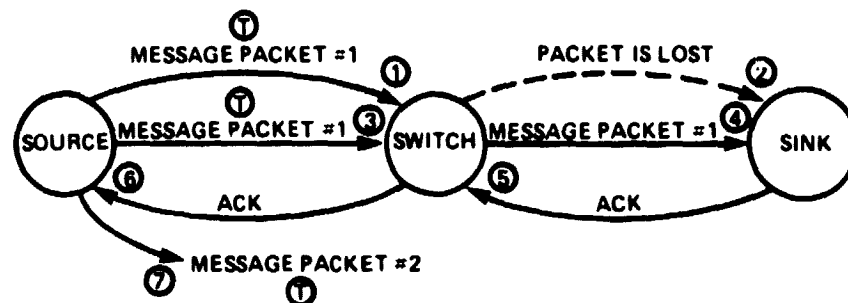 Ⓣ
MESSAGE PACKET #1
①
PACKET IS LOST
②
Ⓣ
SOURCE
MESSAGE PACKET #1
③
SWITCH
MESSAGE PACKET #1
④
SINK
⑥
ACK
⑤
ACK
⑦
MESSAGE PACKET #2
Ⓣ